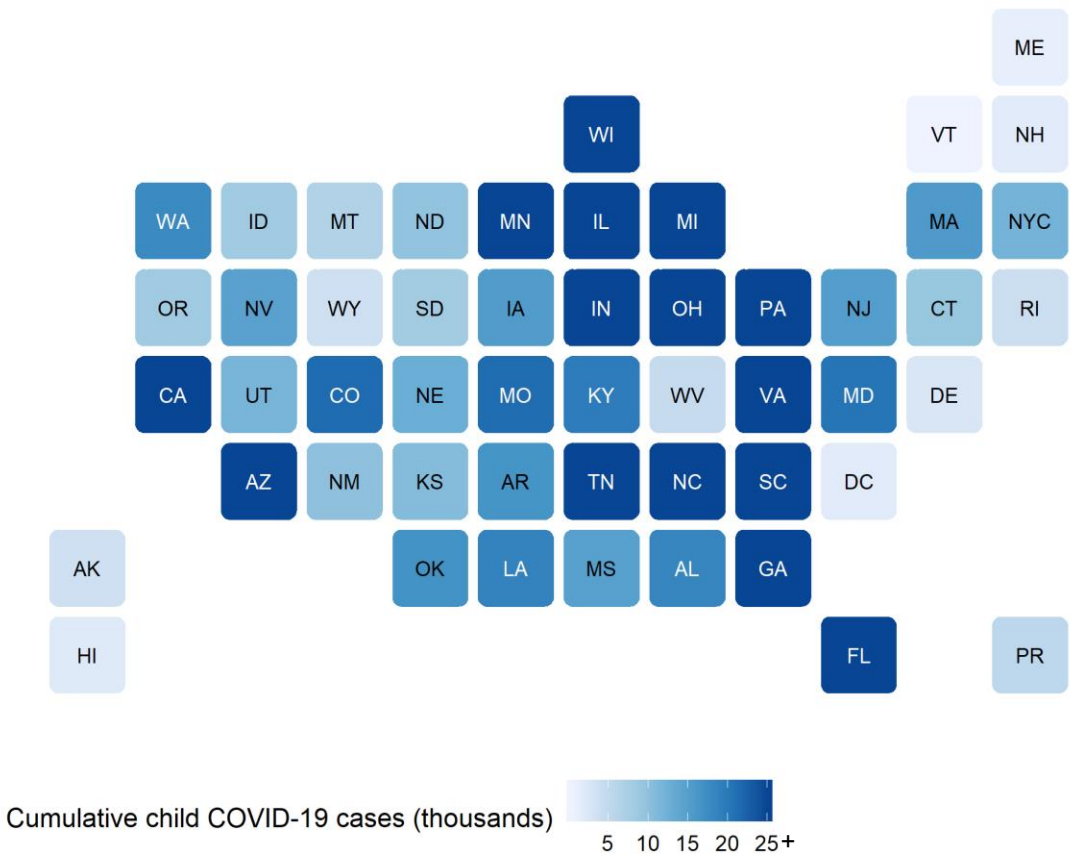 ME
WI VT NH
WA ID MT ND MN IL MI MA NYC
OR NV WY SD IA IN OH PA NJ CT RI
CA UT CO NE MO KY WV VA MD DE
AZ NM KS AR TN NC SC DC
AK OK LA MS AL GA
HI FL PR
Cumulative child COVID-19 cases (thousands)
5 10 15 20 25+